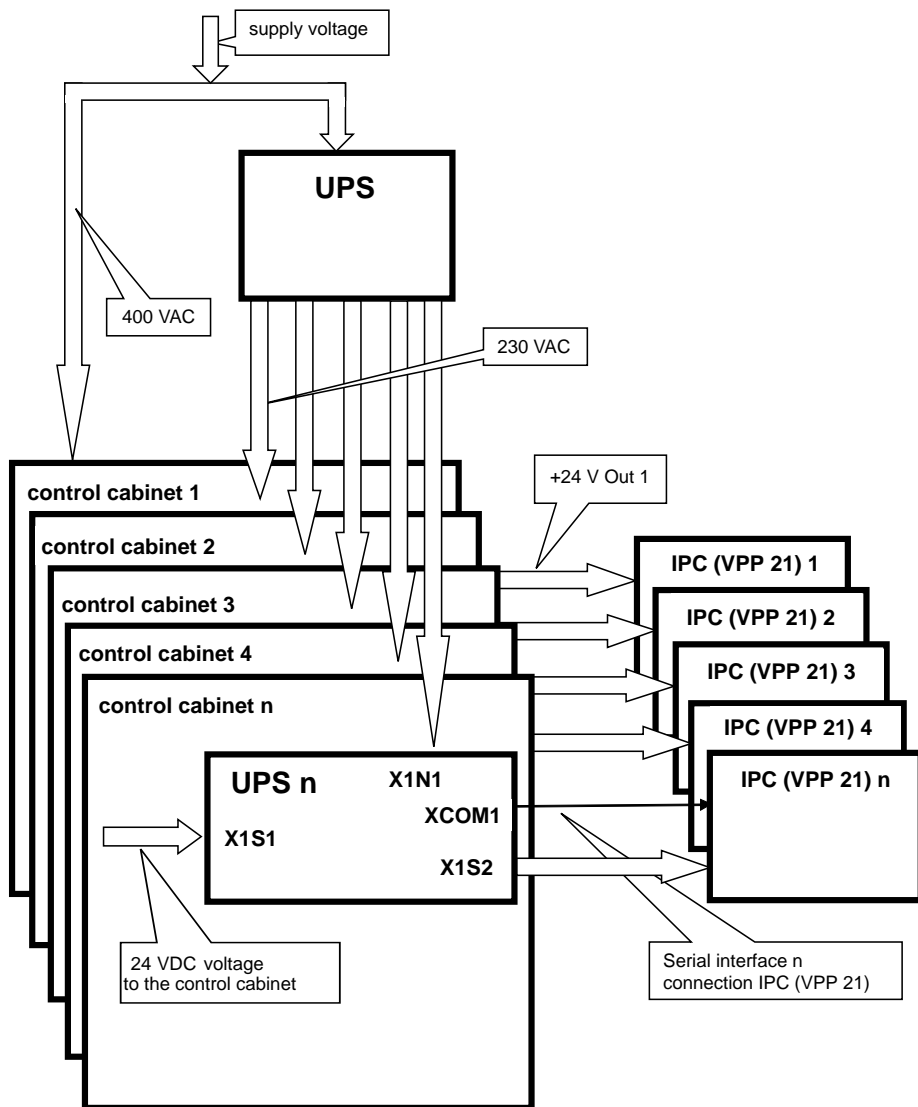 supply voltage
UPS
400 VAC
230 VAC
+24 V Out 1
control cabinet 1
control cabinet 2
control cabinet 3
control cabinet 4
control cabinet n
IPC (VPP 21) 1
IPC (VPP 21) 2
IPC (VPP 21) 3
IPC (VPP 21) 4
IPC (VPP 21) n
UPS n
X1N1
XCOM1
X1S1
X1S2
24 VDC voltage
to the control cabinet
Serial interface n
connection IPC (VPP 21)